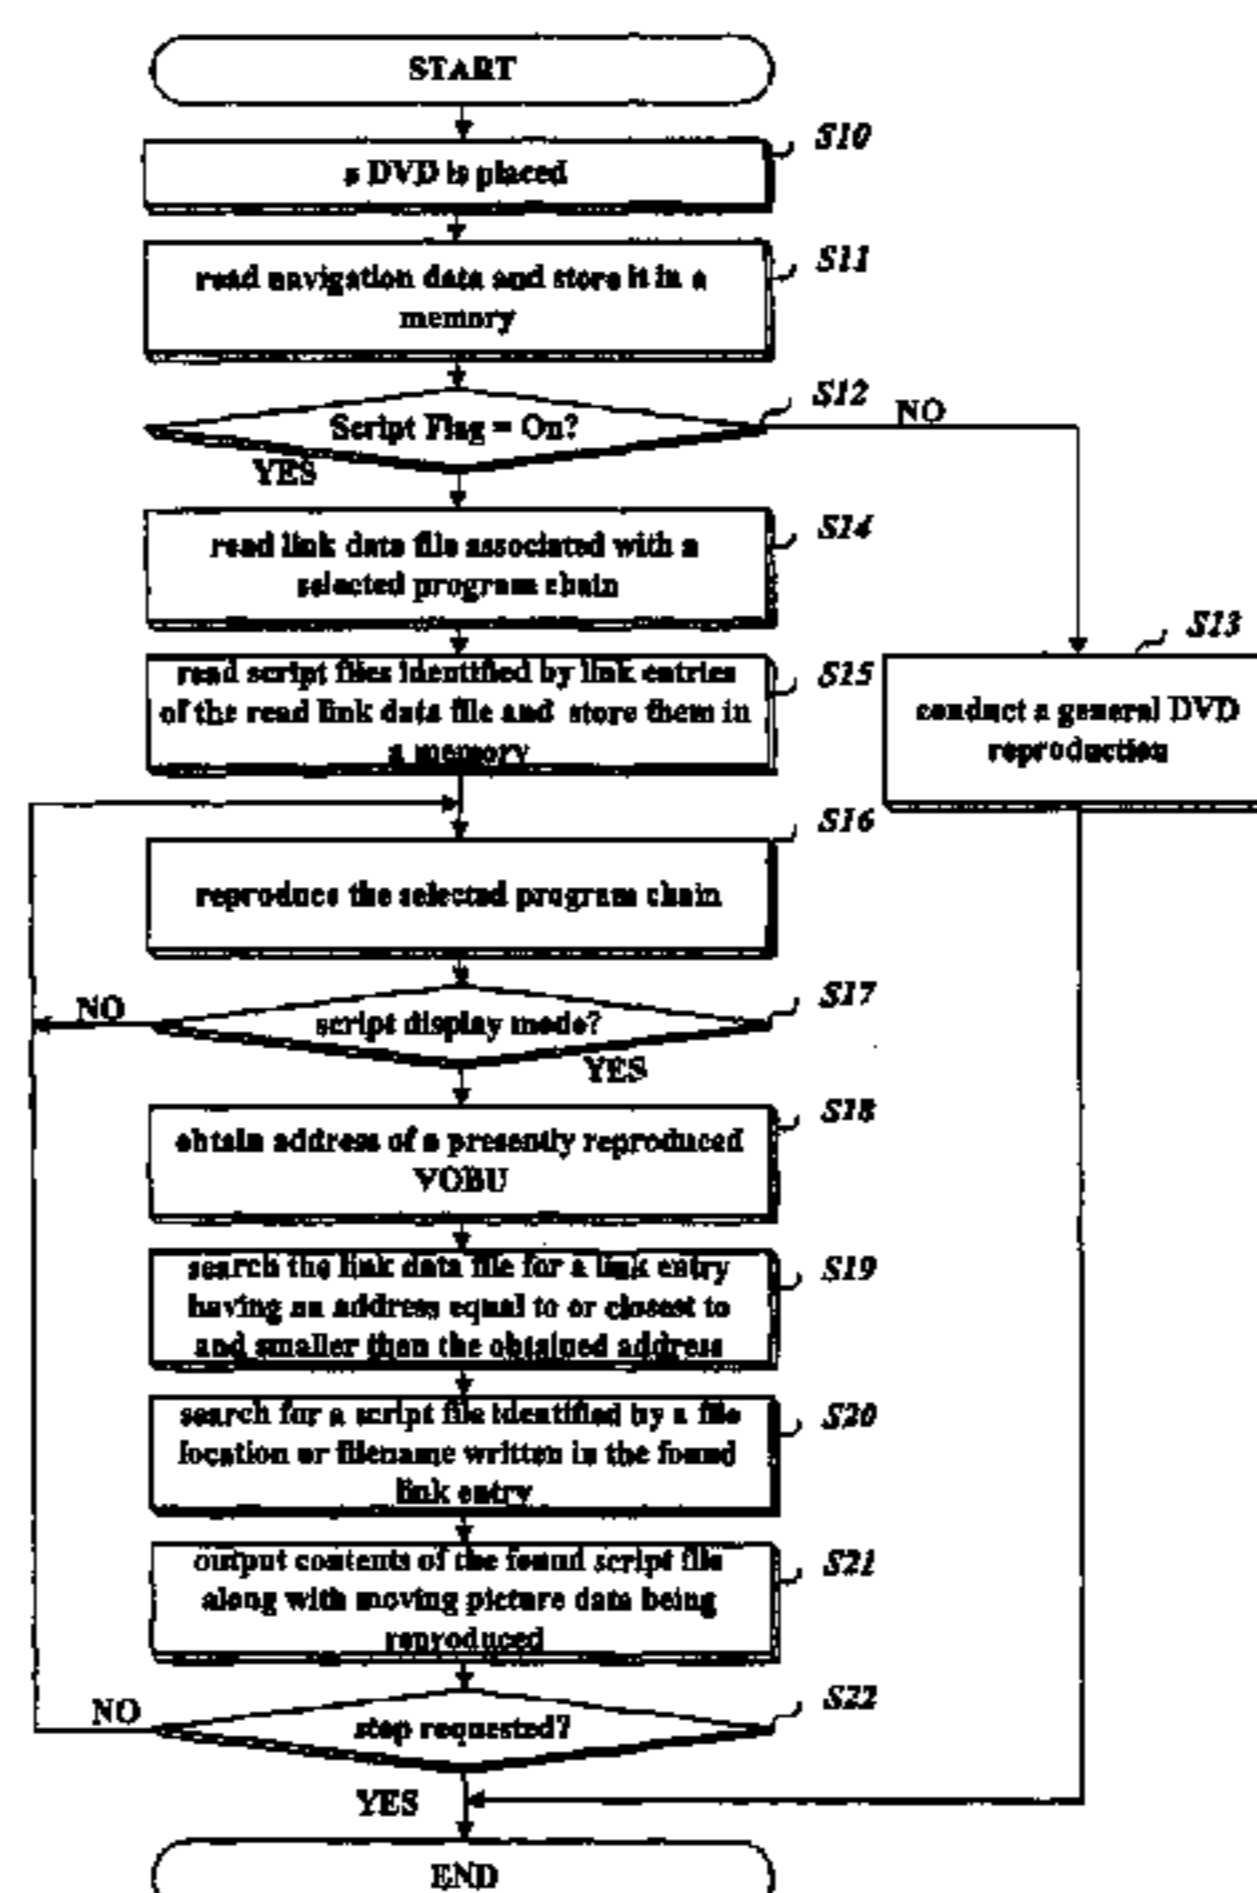 START
S10
a DVD is placed
S11
read navigation data and store it in a
memory
S12
Script Flag = On?
NO
YES
S14
read link data file associated with a
selected program chain
S13
conduct a general DVD
reproduction
S15
read script files identified by link entries
of the read link data file and store them in
a memory
S16
reproduce the selected program chain
S17
script display mode?
NO
YES
S18
obtain address of a presently reproduced
VOBU
S19
search the link data file for a link entry
having an address equal to or closest to
and smaller than the obtained address
S20
search for a script file identified by a file
location or filename written in the found
link entry
S21
output contents of the found script file
along with moving picture data being
reproduced
S22
stop requested?
NO
YES
END